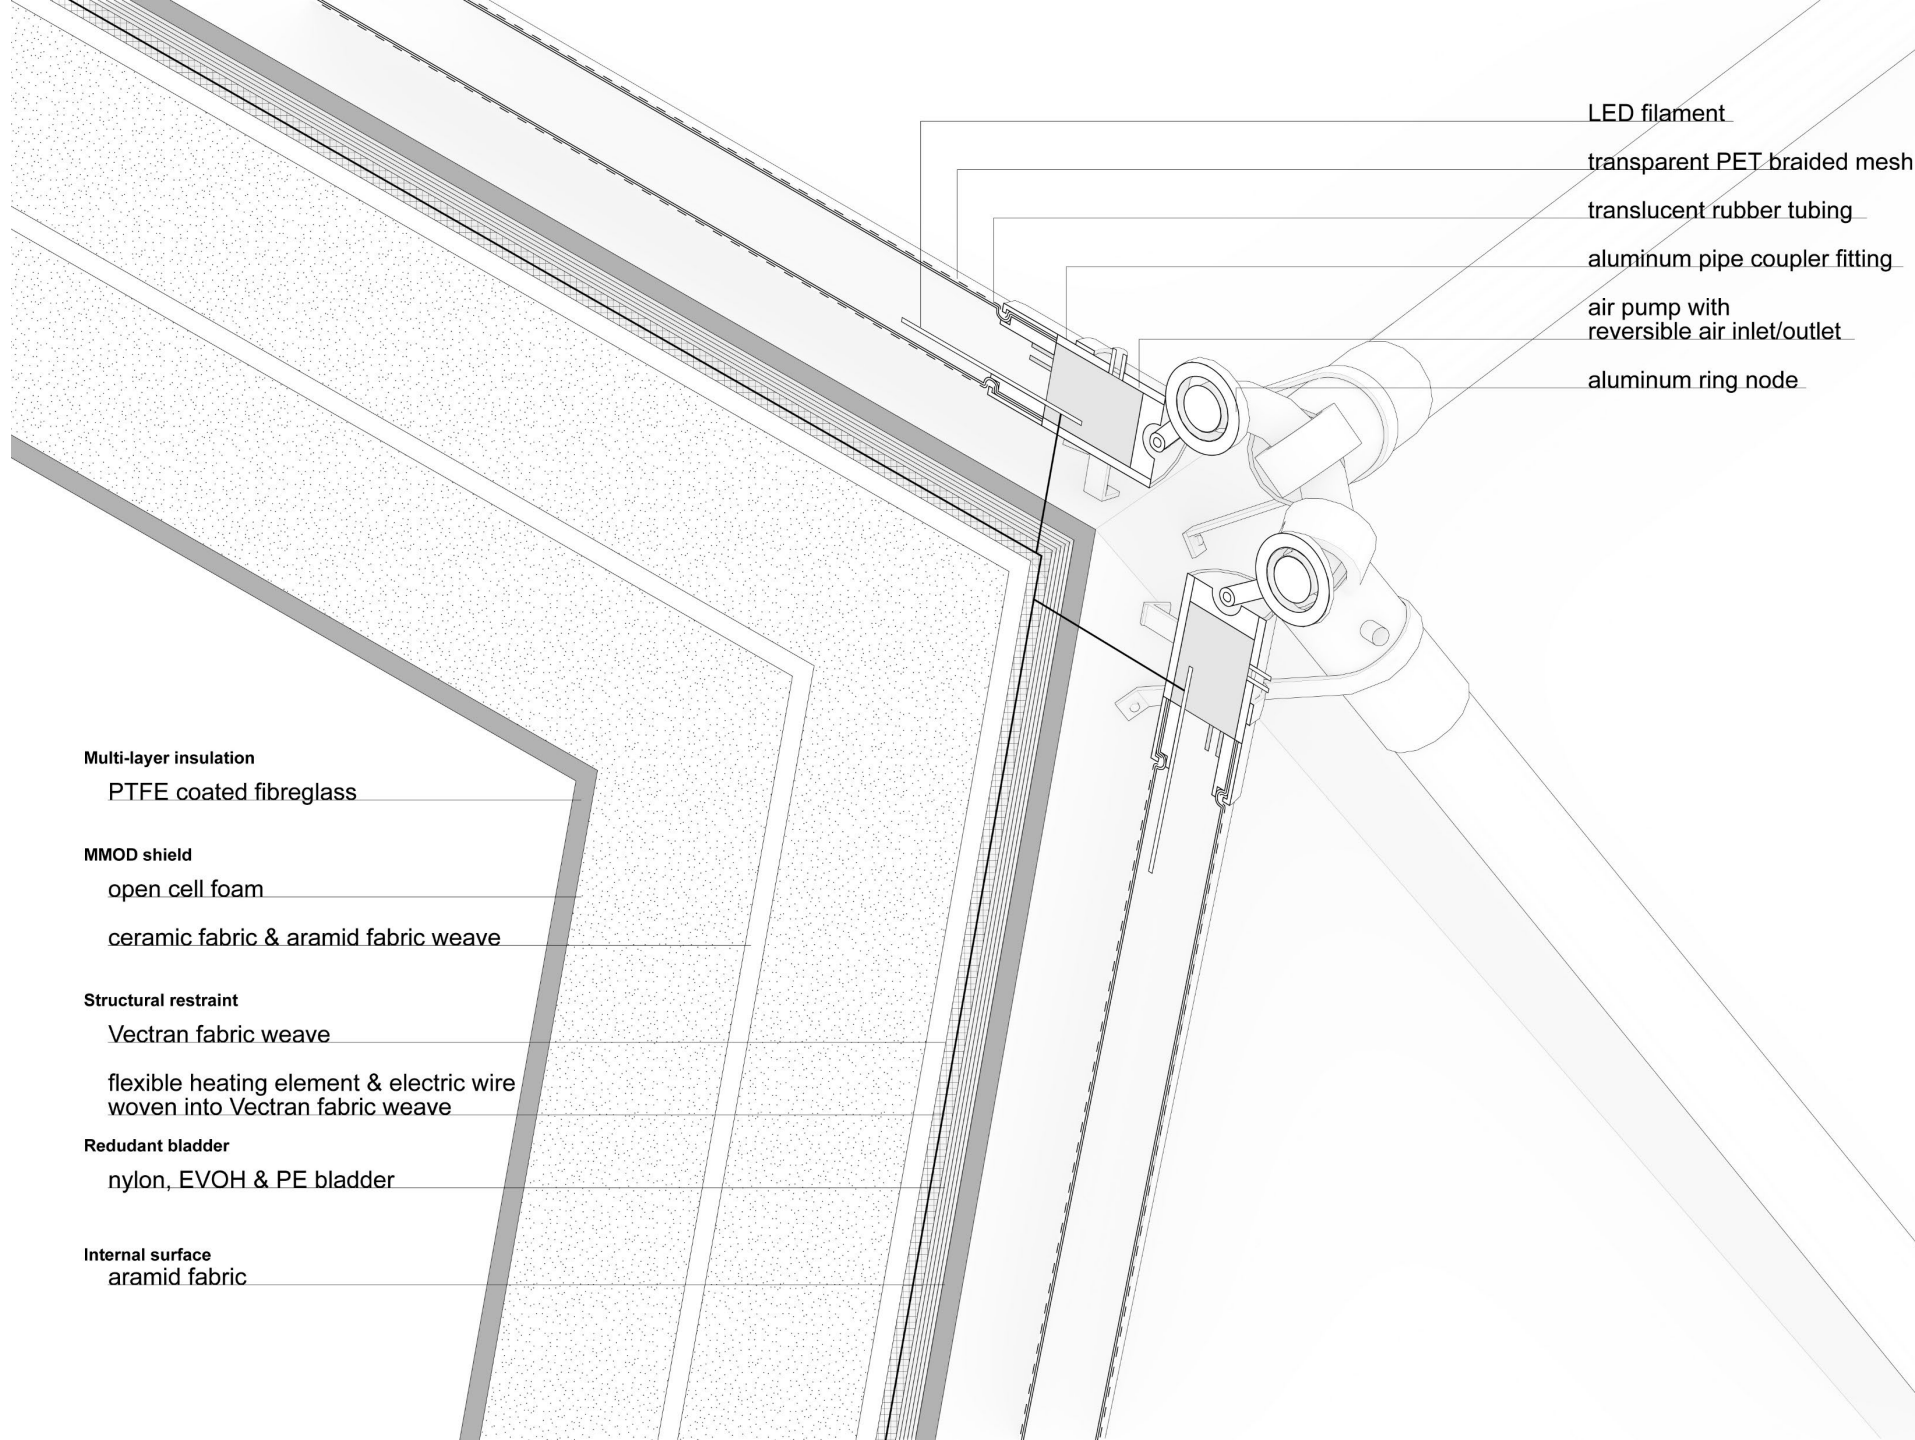 LED filament
transparent PET braided mesh
translucent rubber tubing
aluminum pipe coupler fitting
air pump with
reversible air inlet/outlet
aluminum ring node
Multi-layer insulation
PTFE coated fibreglass
MMOD shield
open cell foam
ceramic fabric & aramid fabric weave
Structural restraint
Vectran fabric weave
flexible heating element & electric wire
woven into Vectran fabric weave
Redudant bladder
nylon, EVOH & PE bladder
Internal surface
aramid fabric